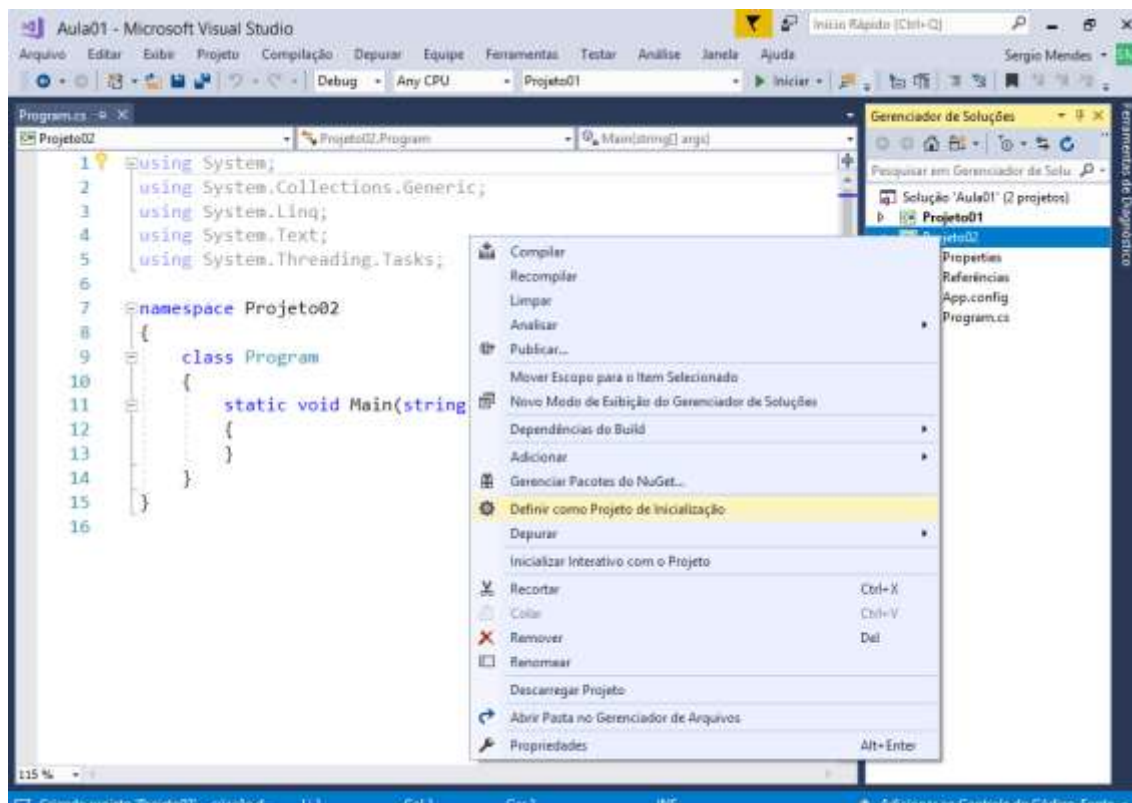 Aula01 - Microsoft Visual Studio
Início Rápido (Ctrl+Q)
Arquivo Editar Exibir Projeto Compilação Depurar Equipe Ferramentas Testar Análise Janela Ajuda
Sergio Mendes
Debug Any CPU Projeto01 Iniciar
Program.cs
Projeto02 Projeto02.Program Main(string[] args)
1 using System;
2 using System.Collections.Generic;
3 using System.Linq;
4 using System.Text;
5 using System.Threading.Tasks;
6
7 namespace Projeto02
8 {
9 class Program
10 {
11 static void Main(string
12 {
13 }
14 }
15 }
16
115 %
Compilar
Recompilar
Limpar
Analisar
Publicar...
Mover Escopo para o Item Selecionado
Novo Modo de Exibição do Gerenciador de Soluções
Dependências do Build
Adicionar
Gerenciar Pacotes do NuGet...
Definir como Projeto de Inicialização
Depurar
Inicializar Interativo com o Projeto
Recortar Ctrl+X
Colar Ctrl+V
Remover Del
Renomear
Descarregar Projeto
Abrir Pasta no Gerenciador de Arquivos
Propriedades Alt+Enter
Gerenciador de Soluções
Pesquisar em Gerenciador de Solu
Solução 'Aula01' (2 projetos)
Projeto01
Projeto02
Properties
Referências
App.config
Program.cs
Ferramentas de Diagnóstico